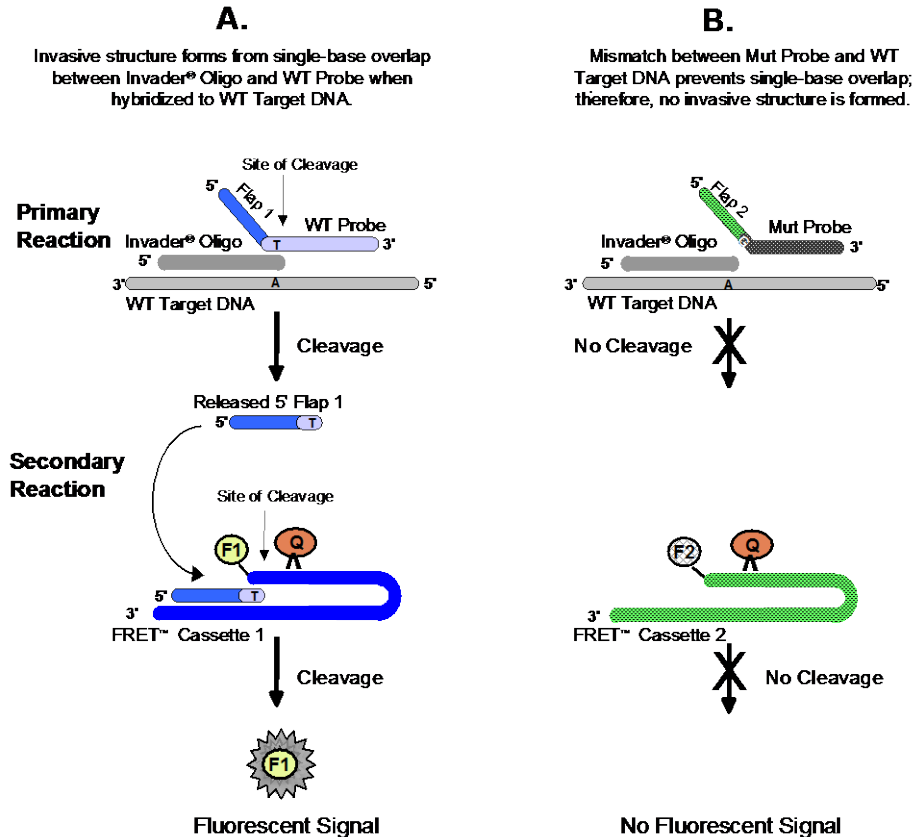 A.
Invasive structure forms from single-base overlap
between Invader® Oligo and WT Probe when
hybridized to WT Target DNA.
Site of Cleavage
5'
Flap 1
Primary
Reaction
WT Probe
T
3'
Invader® Oligo
5'
A
3'
5'
WT Target DNA
Cleavage
Released 5' Flap 1
5'
T
Secondary
Reaction
Site of Cleavage
F1
Q
5'
T
3'
FRET™ Cassette 1
Cleavage
F1
Fluorescent Signal
B.
Mismatch between Mut Probe and WT
Target DNA prevents single-base overlap;
therefore, no invasive structure is formed.
5'
Flap 2
Mut Probe
G
3'
Invader® Oligo
5'
A
3'
5'
WT Target DNA
No Cleavage
F2
Q
3'
FRET™ Cassette 2
No Cleavage
No Fluorescent Signal